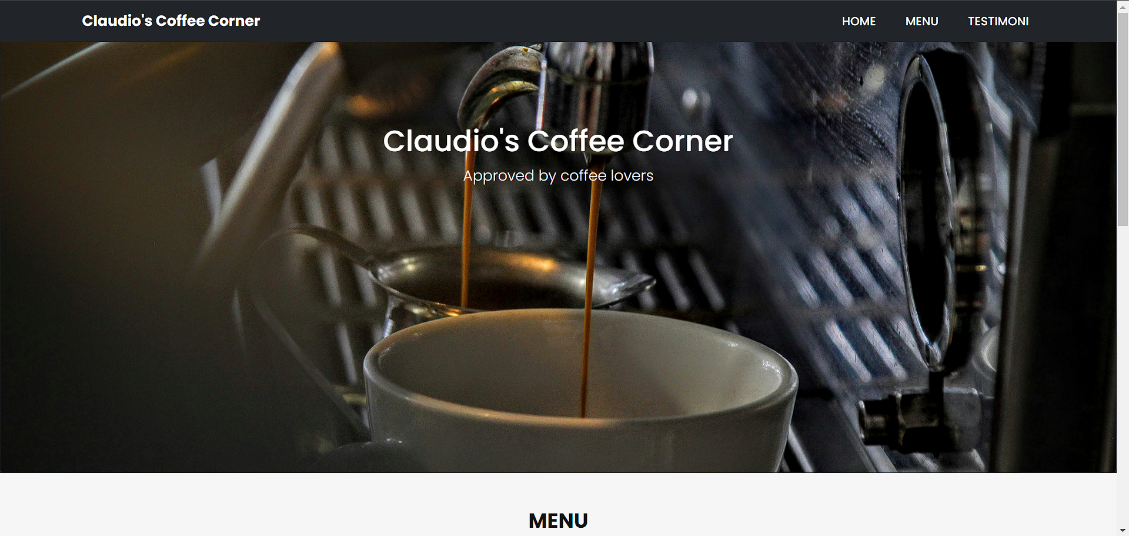 Claudio's Coffee Corner
HOME MENU TESTIMONI
Claudio's Coffee Corner
Approved by coffee lovers
MENU